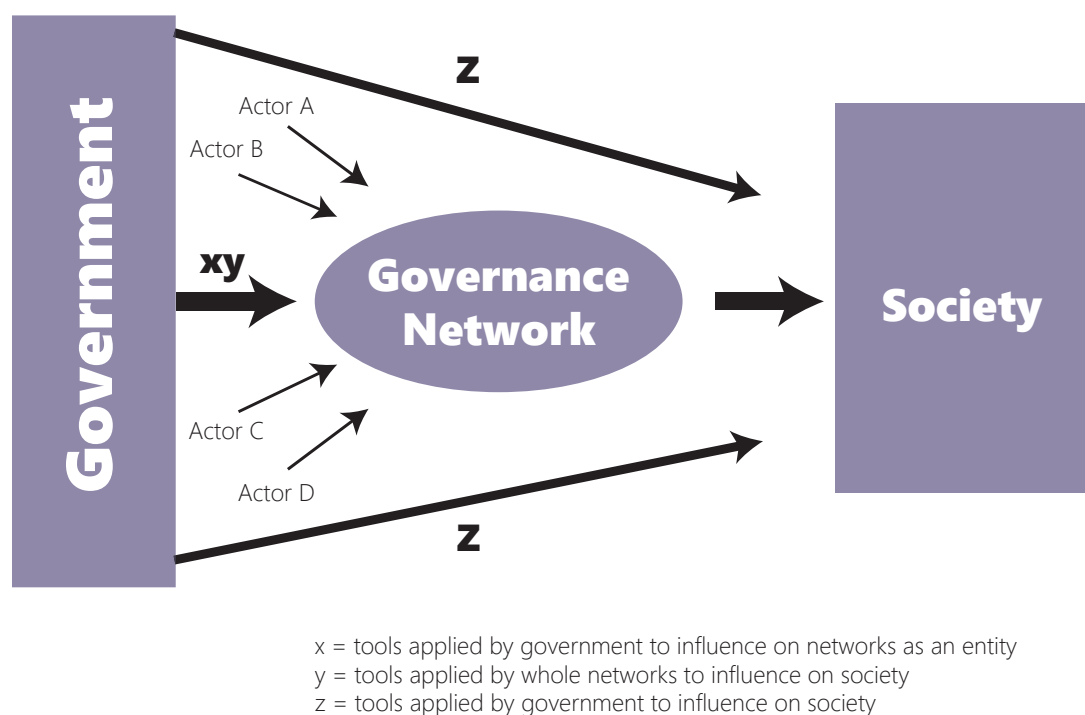 Government
z
Actor A
Actor B
xy
Governance
Network
Society
Actor C
Actor D
z
x = tools applied by government to influence on networks as an entity
y = tools applied by whole networks to influence on society
z = tools applied by government to influence on society